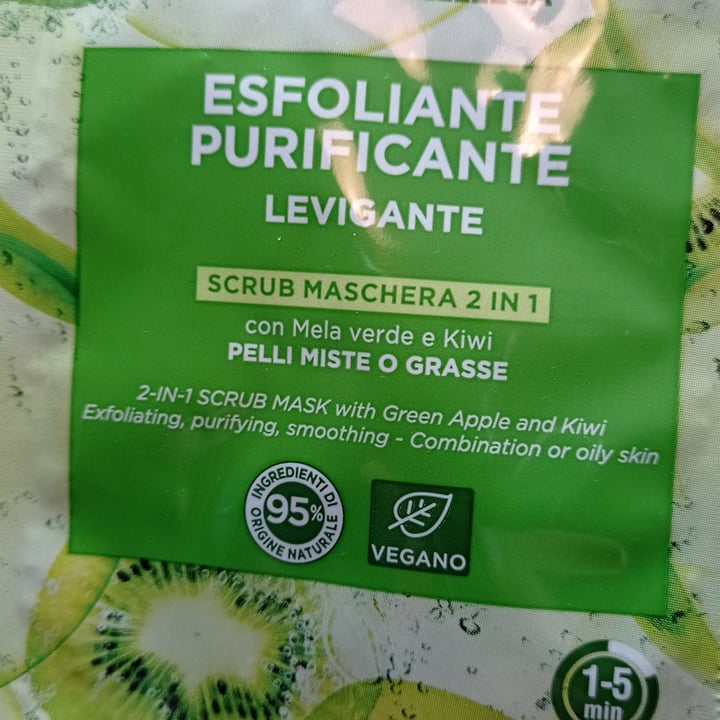 ESFOLIANTE
PURIFICANTE
LEVIGANTE
SCRUB MASCHERA 2 IN 1
con Mela verde e Kiwi
PELLI MISTE O GRASSE
2-IN-1 SCRUB MASK with Green Apple and Kiwi
Exfoliating, purifying, smoothing - Combination or oily skin
INGREDIENTI DI
95%
ORIGINE NATURALE
VEGANO
1-5
min